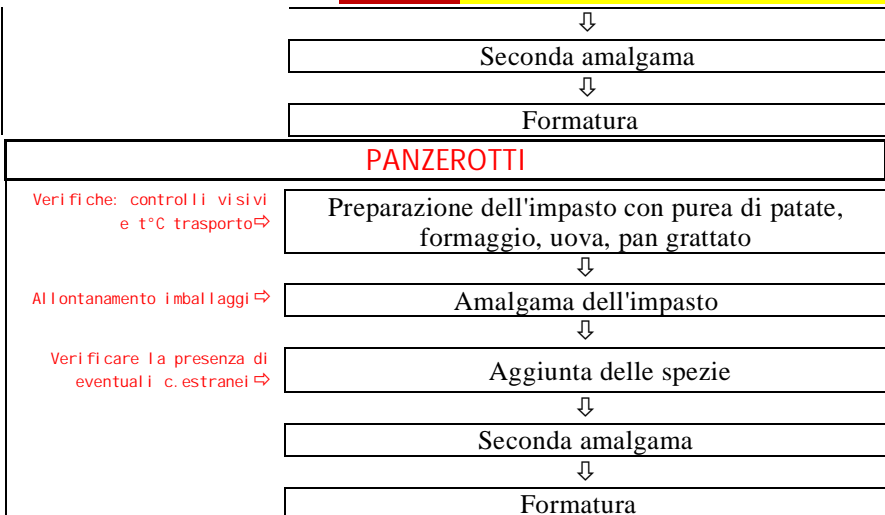 ⇩
Seconda amalgama
⇩
Formatura
PANZEROTTI
Verifiche: controlli visivi
e t°C trasporto⇨
Preparazione dell'impasto con purea di patate,
formaggio, uova, pan grattato
⇩
Allontanamento imballaggi⇨
Amalgama dell'impasto
⇩
Verificare la presenza di
eventuali c.estranei⇨
Aggiunta delle spezie
⇩
Seconda amalgama
⇩
Formatura